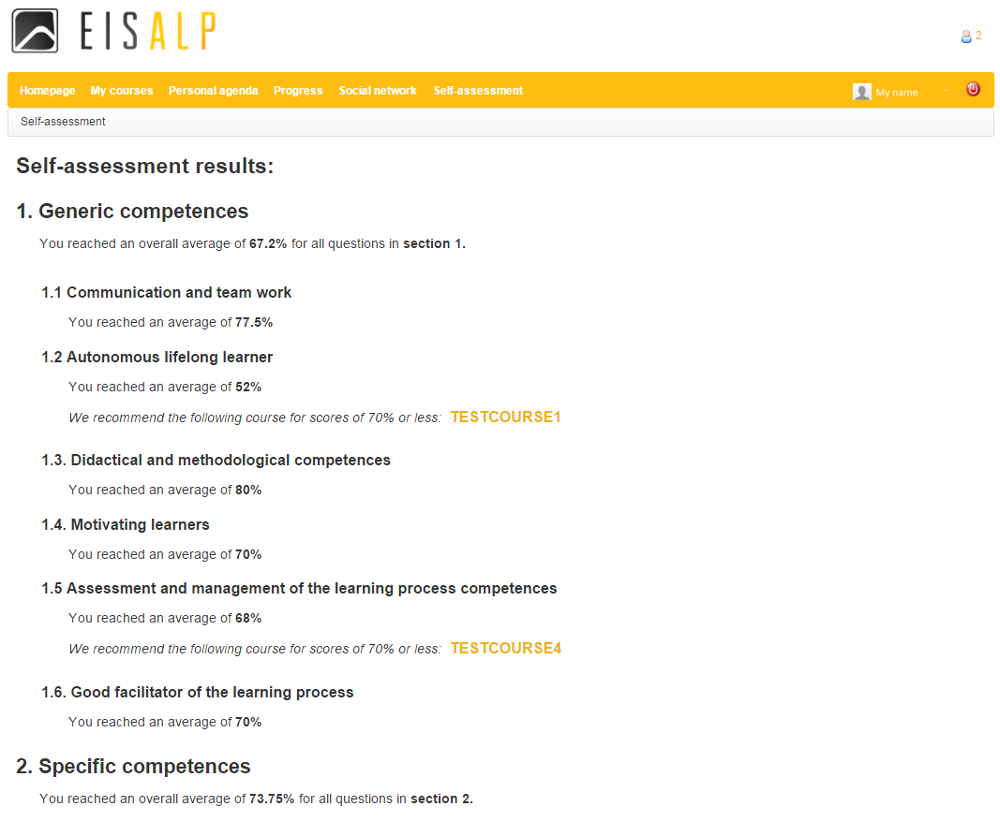 EISALP
2
Homepage My courses Personal agenda Progress Social network Self-assessment My name
Self-assessment
Self-assessment results:
1. Generic competences
You reached an overall average of 67.2% for all questions in section 1.
1.1 Communication and team work
You reached an average of 77.5%
1.2 Autonomous lifelong learner
You reached an average of 52%
We recommend the following course for scores of 70% or less: TESTCOURSE1
1.3. Didactical and methodological competences
You reached an average of 80%
1.4. Motivating learners
You reached an average of 70%
1.5 Assessment and management of the learning process competences
You reached an average of 68%
We recommend the following course for scores of 70% or less: TESTCOURSE4
1.6. Good facilitator of the learning process
You reached an average of 70%
2. Specific competences
You reached an overall average of 73.75% for all questions in section 2.